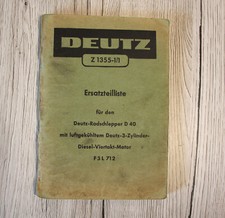 DEUTZ
Z 1355-1/1
Ersatzteilliste
für den
Deutz-Radschlepper D 40
mit luftgekühltem Deutz-3-Zylinder-
Diesel-Viertakt-Motor
F3L 712